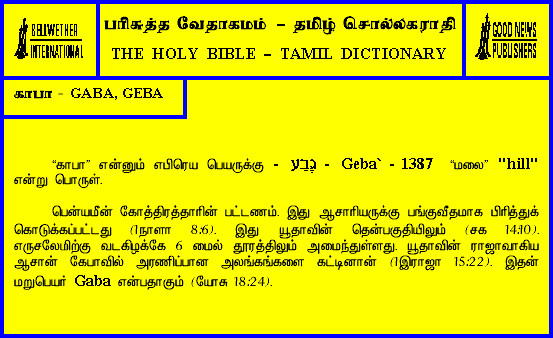 BELLWETHER
INTERNATIONAL
பரிசுத்த வேதாகமம் – தமிழ் சொல்லகராதி
THE HOLY BIBLE – TAMIL DICTIONARY
GOOD NEWS
PUBLISHERS
காபா - GABA, GEBA
“காபா” என்னும் எபிரெய பெயருக்கு - גֶּבַע - Geba` - 1387 “மலை” "hill"
என்று பொருள்.
பென்யமீன் கோத்திரத்தாரின் பட்டணம். இது ஆசாரியருக்கு பங்குவீதமாக பிரித்துக்
கொடுக்கப்பட்டது (1நாளா 8:6). இது யூதாவின் தென்பகுதியிலும் (சக 14:10).
எருசலேமிற்கு வடகிழக்கே 6 மைல் தூரத்திலும் அமைந்துள்ளது. யூதாவின் ராஜாவாகிய
ஆசான் கேபாவில் அரணிப்பான அலங்கங்களை கட்டினான் (1இராஜா 15:22). இதன்
மறுபெயர் Gaba என்பதாகும் (யோசு 18:24).